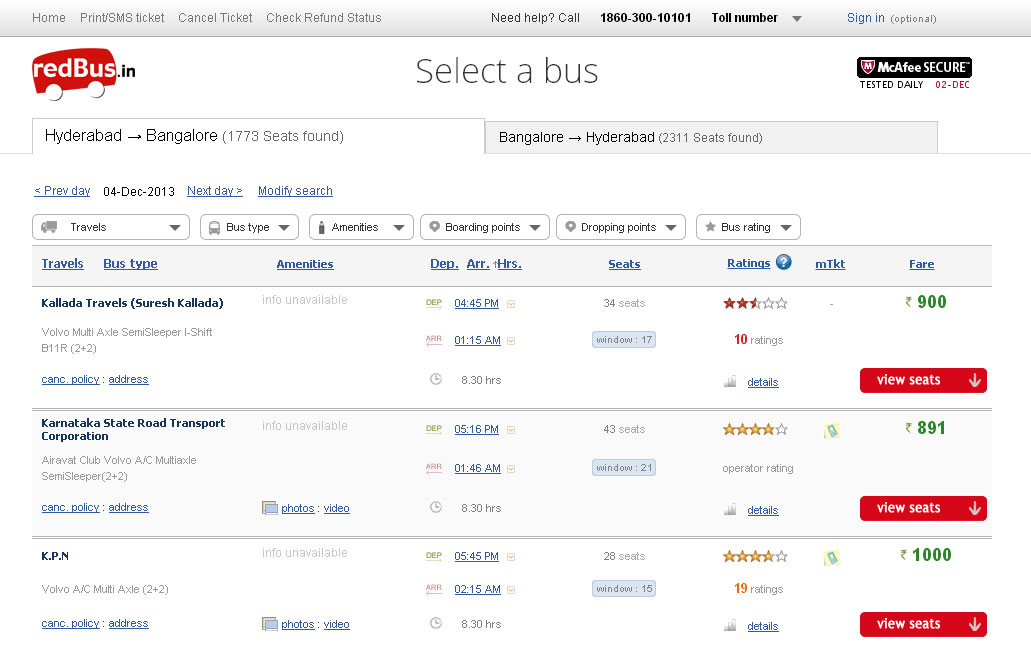 Home Print/SMS ticket Cancel Ticket Check Refund Status Need help? Call 1860-300-10101 Toll number Sign in (optional)
redBus.in Select a bus McAfee SECURE™
TESTED DAILY 02-DEC
Hyderabad → Bangalore (1773 Seats found) Bangalore → Hyderabad (2311 Seats found)
< Prev day 04-Dec-2013 Next day > Modify search
Travels Bus type Amenities Boarding points Dropping points Bus rating
Travels Bus type Amenities Dep. Arr. ↑Hrs. Seats Ratings ? mTkt Fare
Kallada Travels (Suresh Kallada) info unavailable DEP 04:45 PM 34 seats - ₹ 900
Volvo Multi Axle SemiSleeper I-Shift
B11R (2+2) ARR 01:15 AM window : 17 10 ratings
canc. policy : address 8.30 hrs details view seats
Karnataka State Road Transport
Corporation info unavailable DEP 05:16 PM 43 seats ₹ 891
Airavat Club Volvo A/C Multiaxle
SemiSleeper(2+2) ARR 01:46 AM window : 21 operator rating
canc. policy : address photos : video 8.30 hrs details view seats
K.P.N info unavailable DEP 05:45 PM 28 seats ₹ 1000
Volvo A/C Multi Axle (2+2) ARR 02:15 AM window : 15 19 ratings
canc. policy : address photos : video 8.30 hrs details view seats